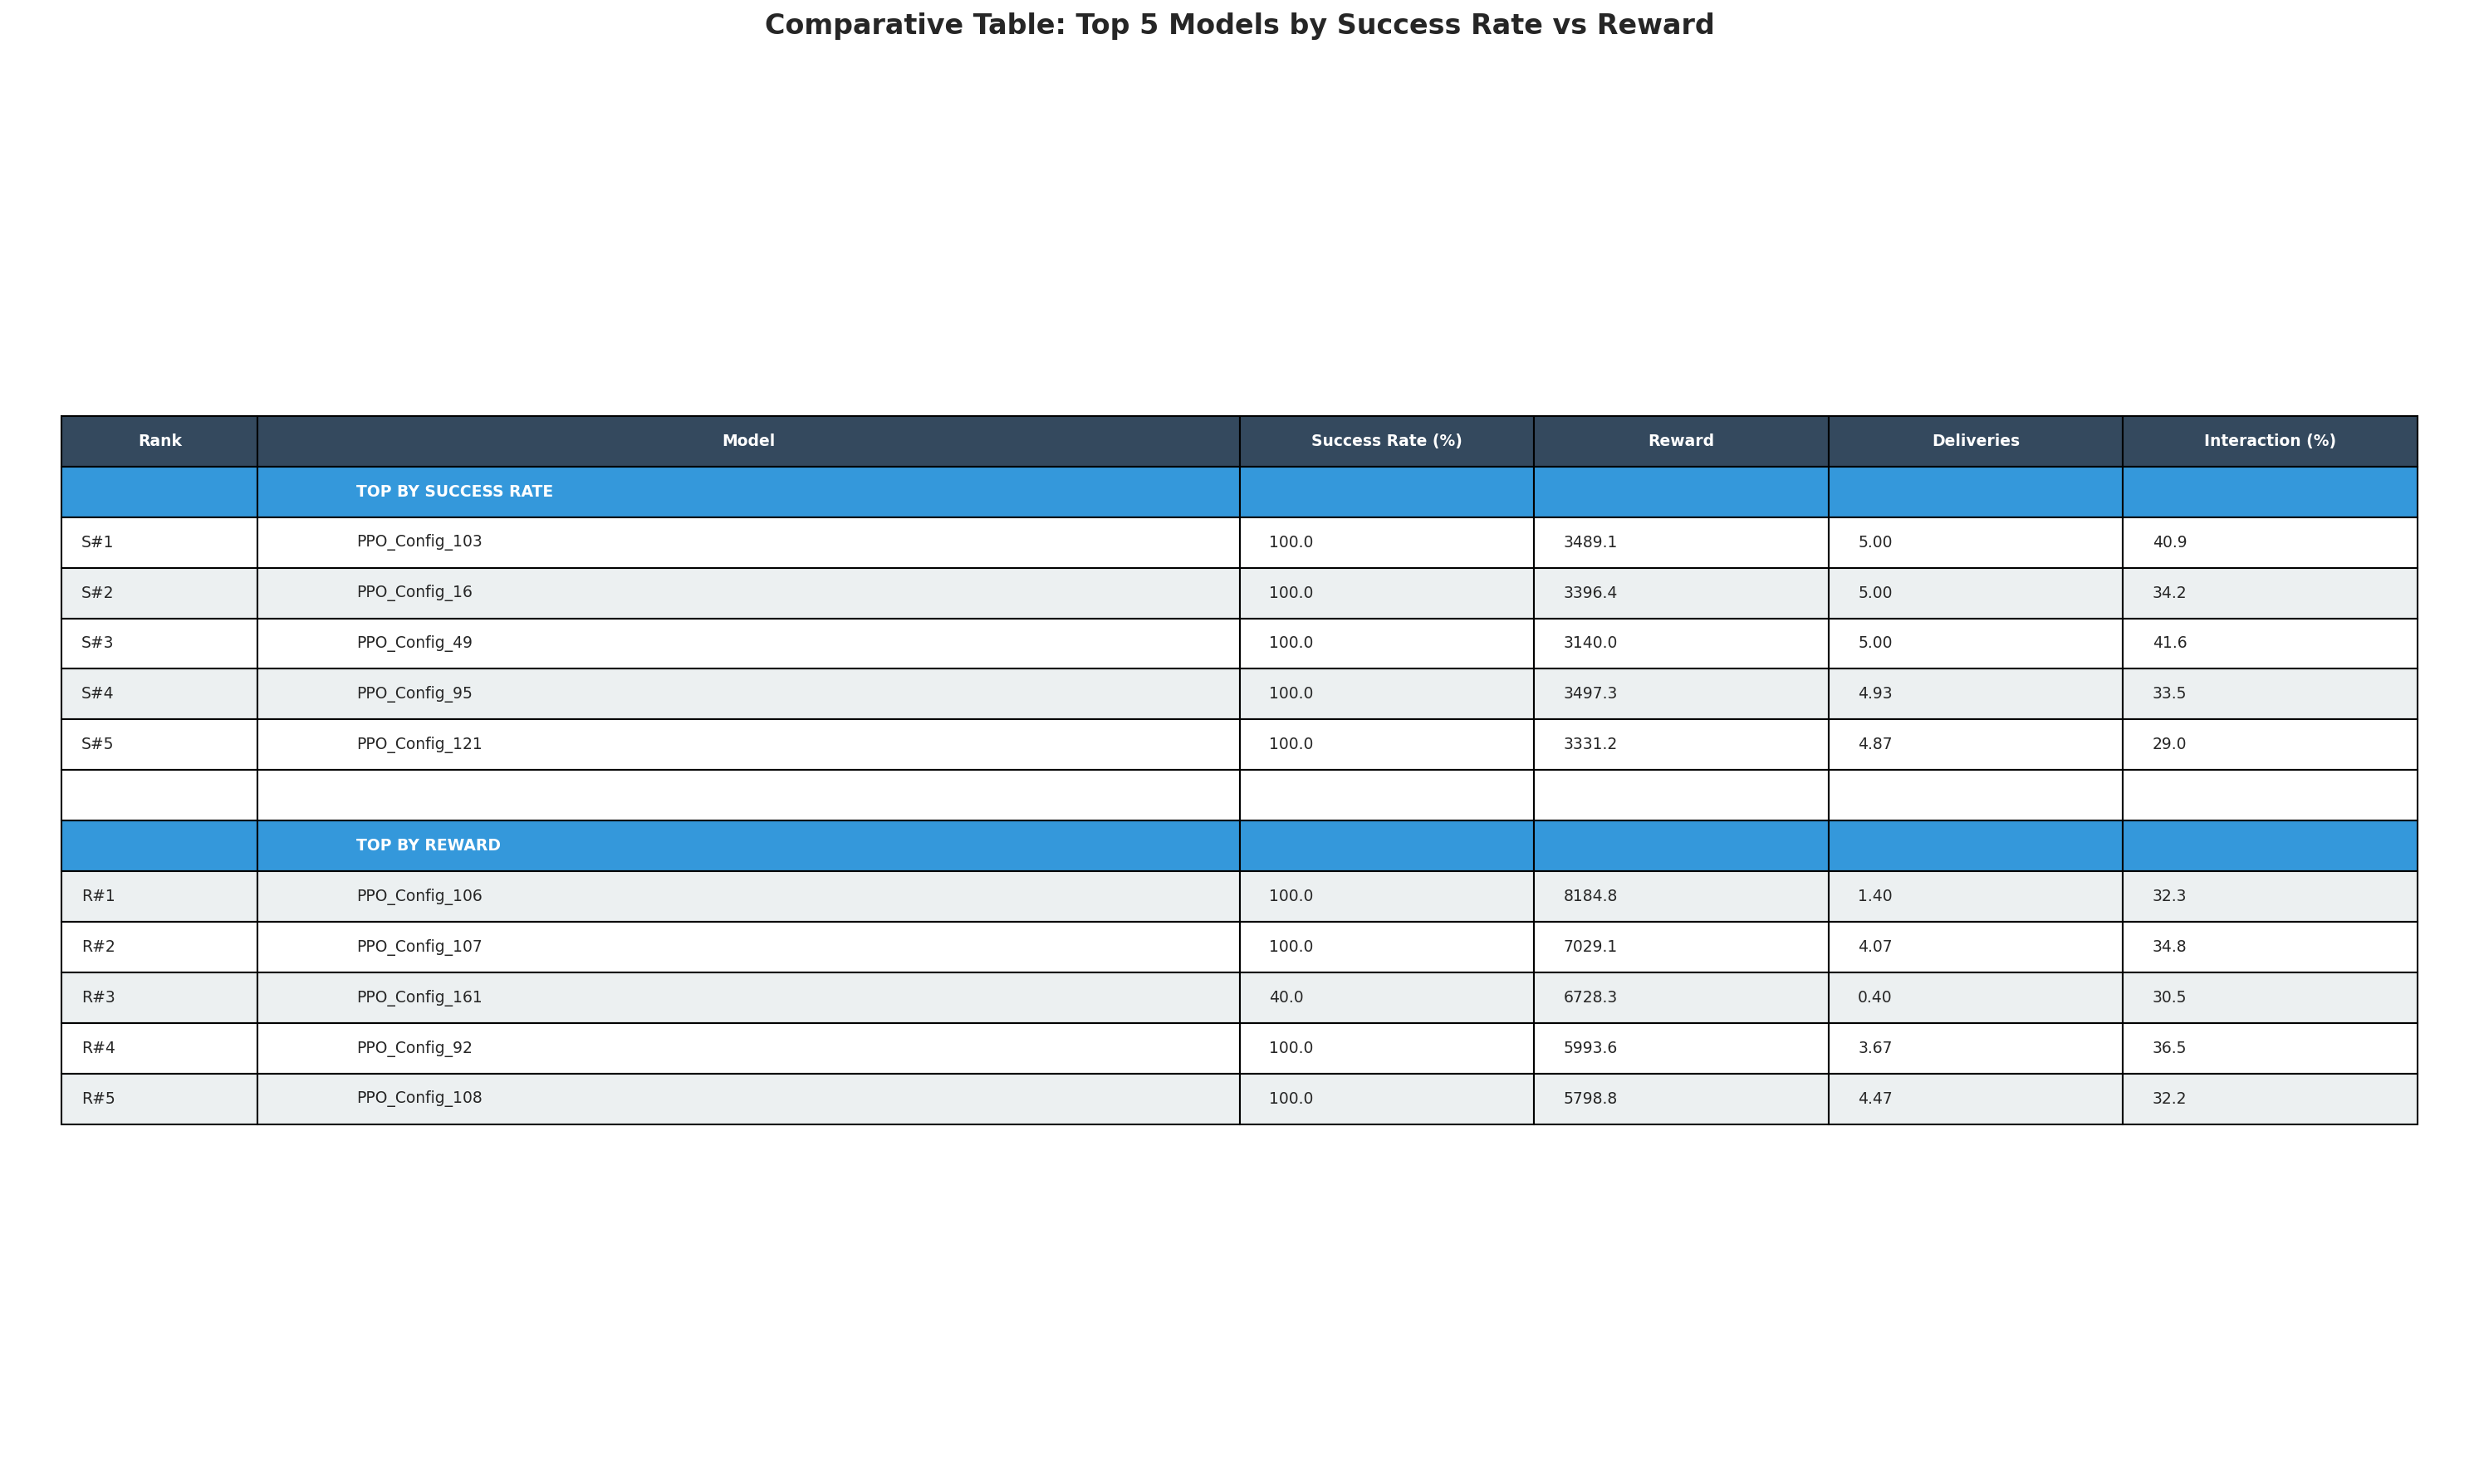 Comparative Table: Top 5 Models by Success Rate vs Reward
Rank Model Success Rate (%) Reward Deliveries Interaction (%)
TOP BY SUCCESS RATE
S#1 PPO_Config_103 100.0 3489.1 5.00 40.9
S#2 PPO_Config_16 100.0 3396.4 5.00 34.2
S#3 PPO_Config_49 100.0 3140.0 5.00 41.6
S#4 PPO_Config_95 100.0 3497.3 4.93 33.5
S#5 PPO_Config_121 100.0 3331.2 4.87 29.0
TOP BY REWARD
R#1 PPO_Config_106 100.0 8184.8 1.40 32.3
R#2 PPO_Config_107 100.0 7029.1 4.07 34.8
R#3 PPO_Config_161 40.0 6728.3 0.40 30.5
R#4 PPO_Config_92 100.0 5993.6 3.67 36.5
R#5 PPO_Config_108 100.0 5798.8 4.47 32.2